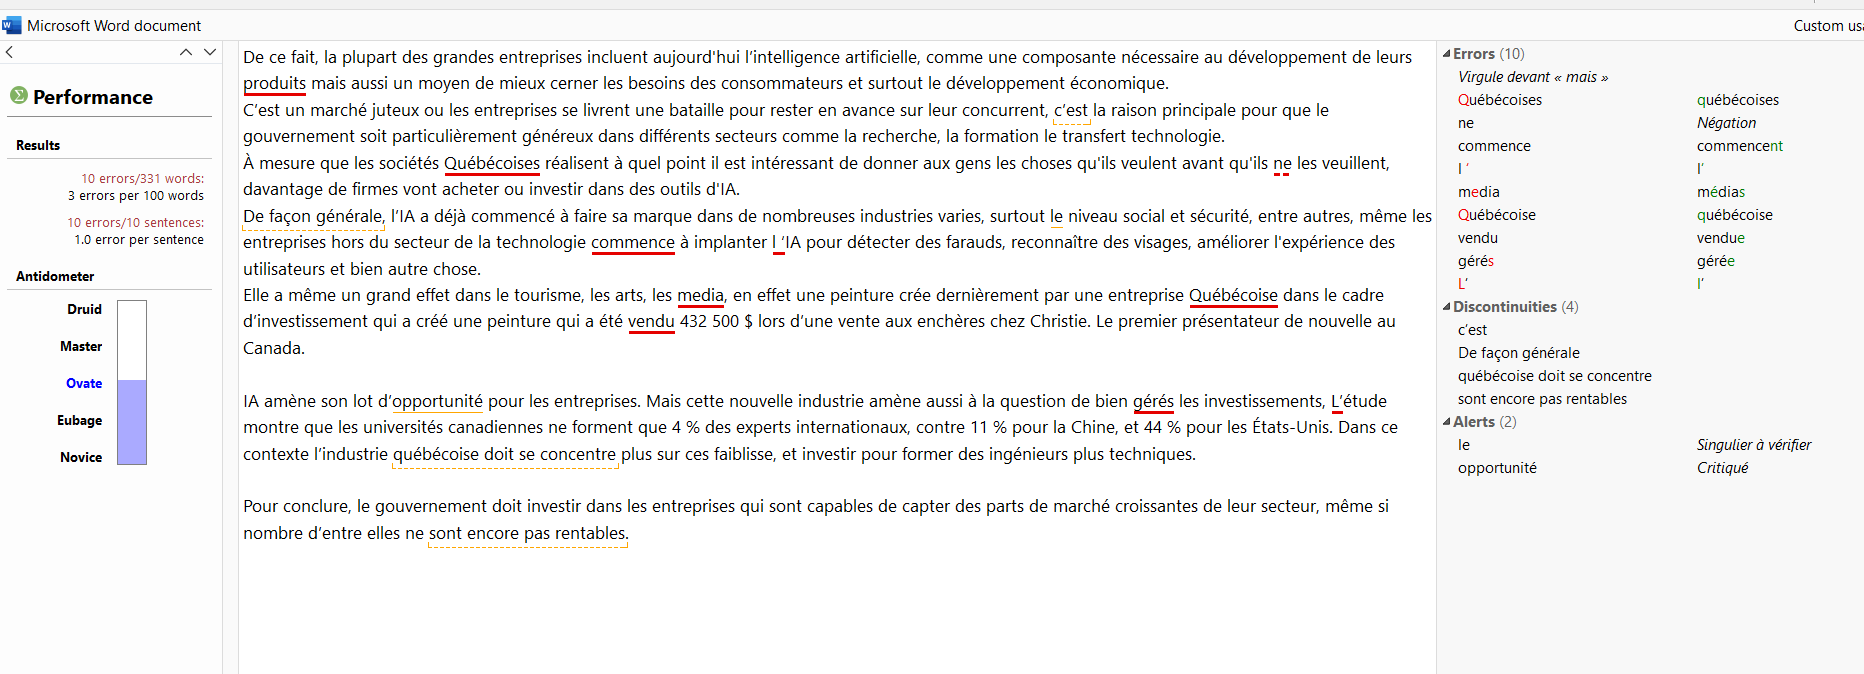 Microsoft Word document
Custom usa
Performance
Results
10 errors/331 words:
3 errors per 100 words
10 errors/10 sentences:
1.0 error per sentence
Antidometer
Druid
Master
Ovate
Eubage
Novice
De ce fait, la plupart des grandes entreprises incluent aujourd'hui l’intelligence artificielle, comme une composante nécessaire au développement de leurs
produits mais aussi un moyen de mieux cerner les besoins des consommateurs et surtout le développement économique.
C’est un marché juteux ou les entreprises se livrent une bataille pour rester en avance sur leur concurrent, c’est la raison principale pour que le
gouvernement soit particulièrement généreux dans différents secteurs comme la recherche, la formation le transfert technologie.
À mesure que les sociétés Québécoises réalisent à quel point il est intéressant de donner aux gens les choses qu'ils veulent avant qu'ils ne les veuillent,
davantage de firmes vont acheter ou investir dans des outils d'IA.
De façon générale, l’IA a déjà commencé à faire sa marque dans de nombreuses industries varies, surtout le niveau social et sécurité, entre autres, même les
entreprises hors du secteur de la technologie commence à implanter l ‘IA pour détecter des farauds, reconnaître des visages, améliorer l'expérience des
utilisateurs et bien autre chose.
Elle a même un grand effet dans le tourisme, les arts, les media, en effet une peinture crée dernièrement par une entreprise Québécoise dans le cadre
d’investissement qui a créé une peinture qui a été vendu 432 500 $ lors d’une vente aux enchères chez Christie. Le premier présentateur de nouvelle au
Canada.
IA amène son lot d’opportunité pour les entreprises. Mais cette nouvelle industrie amène aussi à la question de bien gérés les investissements, L’étude
montre que les universités canadiennes ne forment que 4 % des experts internationaux, contre 11 % pour la Chine, et 44 % pour les États-Unis. Dans ce
contexte l’industrie québécoise doit se concentre plus sur ces faiblisse, et investir pour former des ingénieurs plus techniques.
Pour conclure, le gouvernement doit investir dans les entreprises qui sont capables de capter des parts de marché croissantes de leur secteur, même si
nombre d’entre elles ne sont encore pas rentables.
Errors (10)
Virgule devant « mais »
Québécoises québécoises
ne Négation
commence commencent
l ‘ l’
media médias
Québécoise québécoise
vendu vendue
gérés gérée
L’ l’
Discontinuities (4)
c’est
De façon générale
québécoise doit se concentre
sont encore pas rentables
Alerts (2)
le Singulier à vérifier
opportunité Critiqué